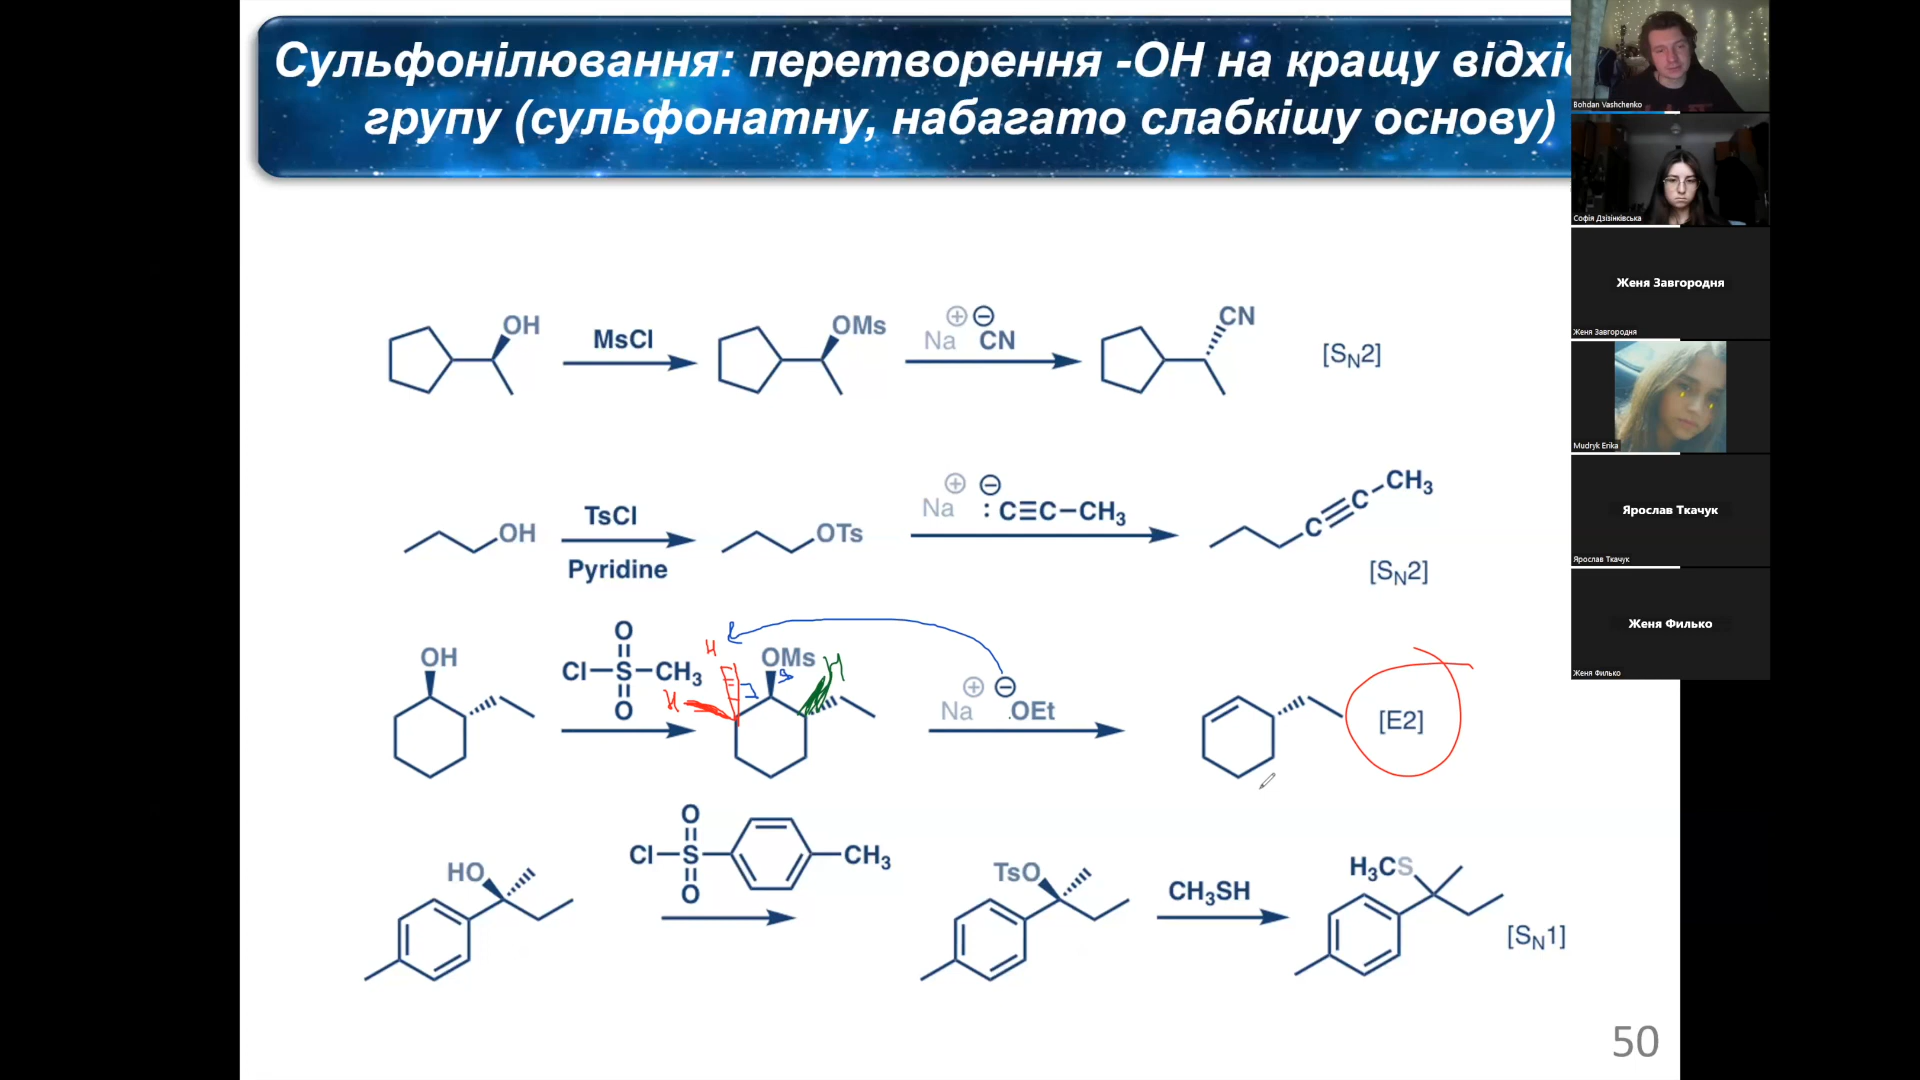 Сульфонілювання: перетворення -ОН на кращу відхі
групу (сульфонатну, набагато слабкішу основу)
OH
MsCl
OMs
Na ⊕ ⊖ CN
CN
[SN2]
OH
TsCl
Pyridine
OTs
Na ⊕ ⊖ :C≡C–CH3
C≡C–CH3
[SN2]
OH
O
Cl–S–CH3
O
H
H
OMs
H
Na ⊕ ⊖ OEt
[E2]
HO
O
Cl–S
O
CH3
TsO
CH3SH
H3CS
[SN1]
50
Bohdan Vashchenko
Софія Дзізінківська
Женя Завгородня
Женя Завгородня
Mudryk Erika
Ярослав Ткачук
Ярослав Ткачук
Женя Филько
Женя Филько